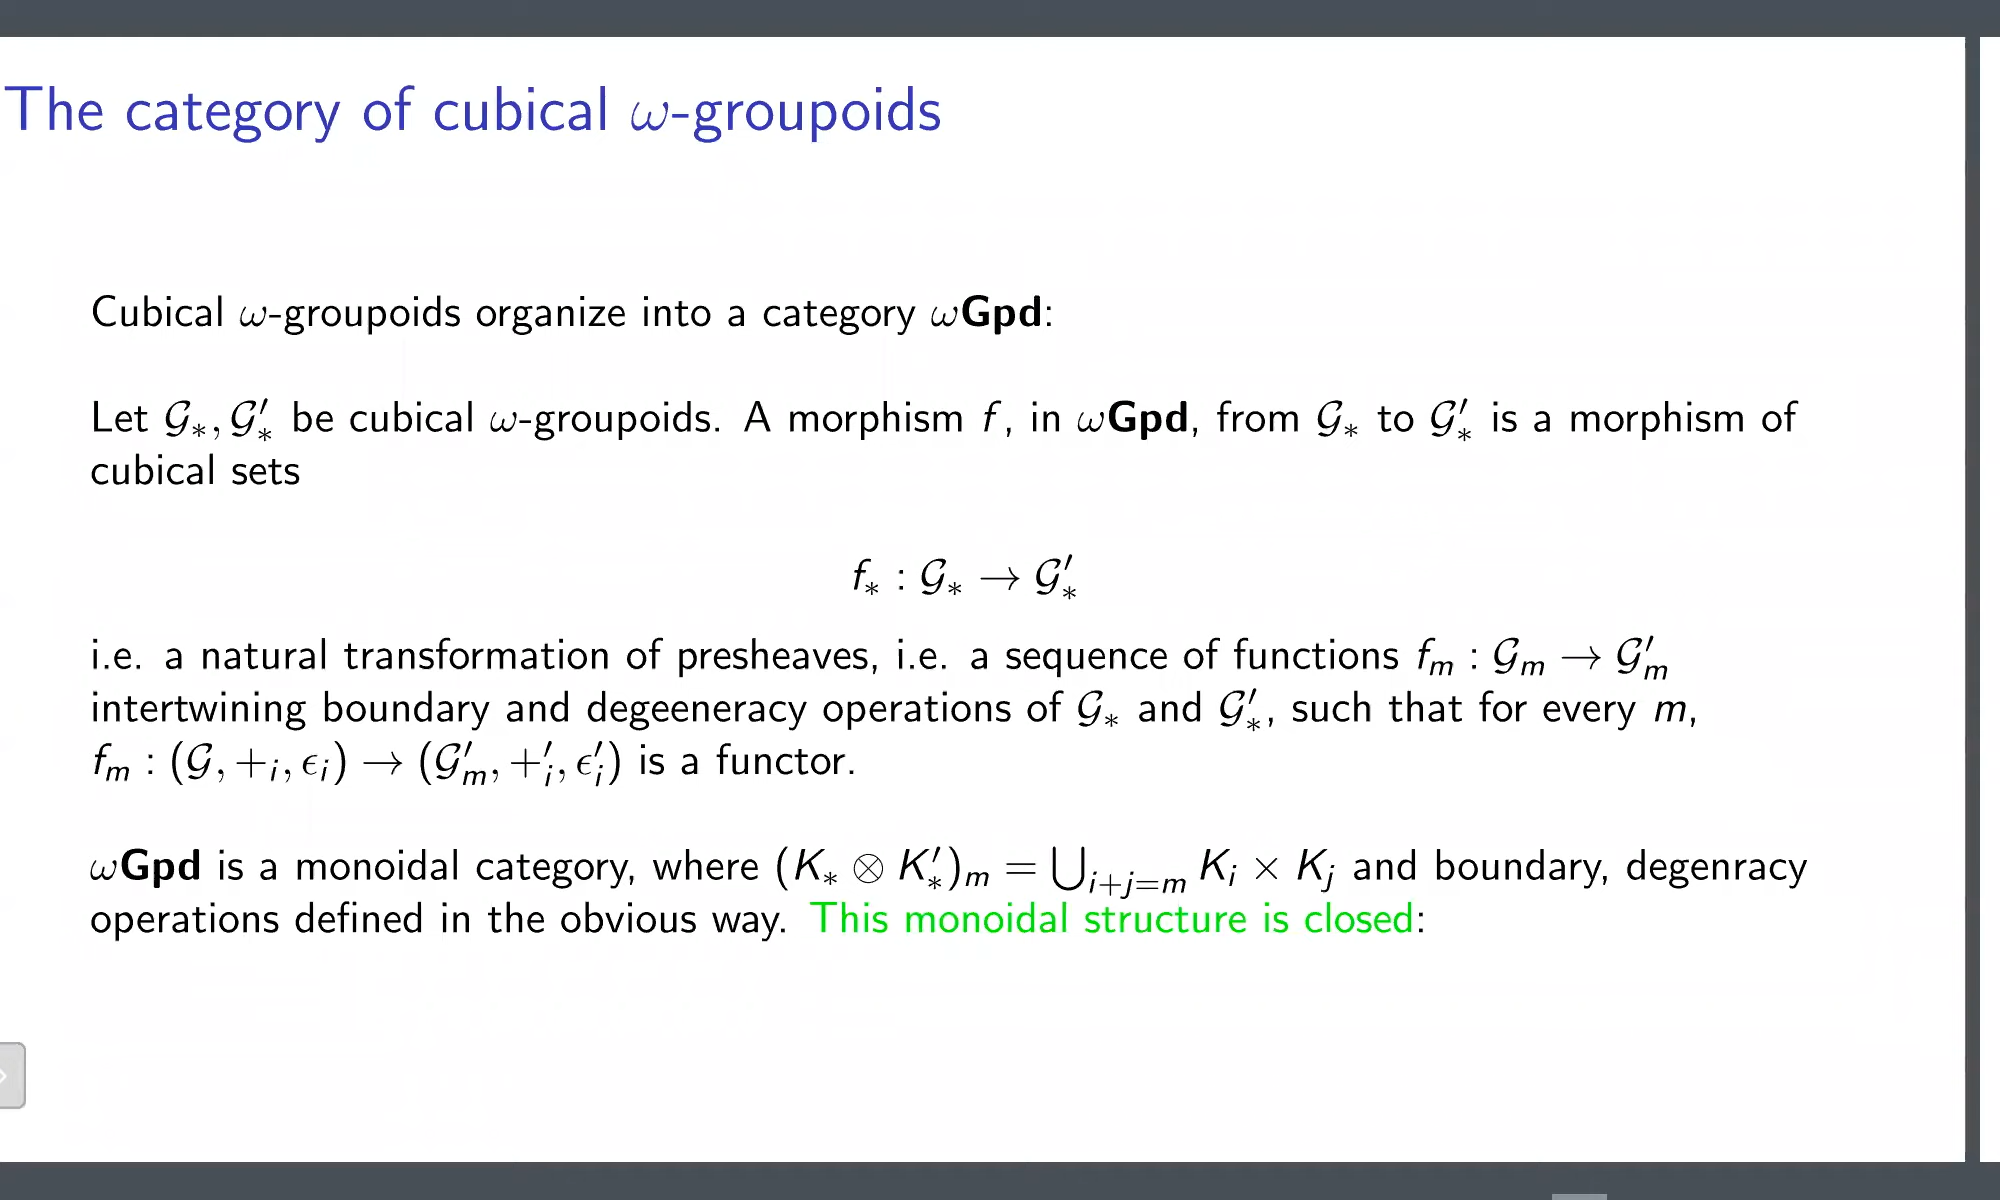 The category of cubical ω-groupoids
Cubical ω-groupoids organize into a category ωGpd:
Let 𝒢∗, 𝒢′∗ be cubical ω-groupoids. A morphism f, in ωGpd, from 𝒢∗ to 𝒢′∗ is a morphism of
cubical sets
f∗ : 𝒢∗ → 𝒢′∗
i.e. a natural transformation of presheaves, i.e. a sequence of functions fₘ : 𝒢ₘ → 𝒢′ₘ
intertwining boundary and degeeneracy operations of 𝒢∗ and 𝒢′∗, such that for every m,
fₘ : (𝒢, +ᵢ, ϵᵢ) → (𝒢′ₘ, +′ᵢ, ϵ′ᵢ) is a functor.
ωGpd is a monoidal category, where (K∗ ⊗ K′∗)ₘ = ⋃ᵢ₊ⱼ₌ₘ Kᵢ × Kⱼ and boundary, degenracy
operations defined in the obvious way. This monoidal structure is closed: